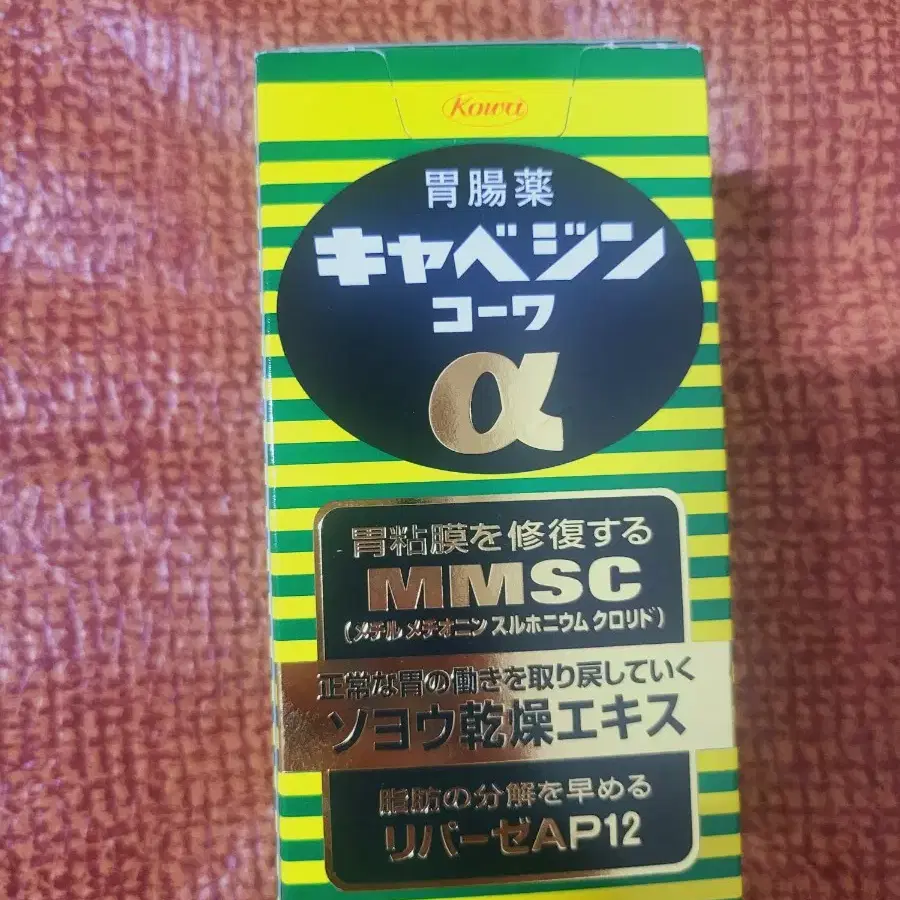 Kowa
胃腸薬
キャベジン
コーワ
α
胃粘膜を修復する
MMSC
(メチル メチオニン スルホニウム クロリド)
正常な胃の働きを取り戻していく
ソヨウ乾燥エキス
脂肪の分解を早める
リパーゼAP12